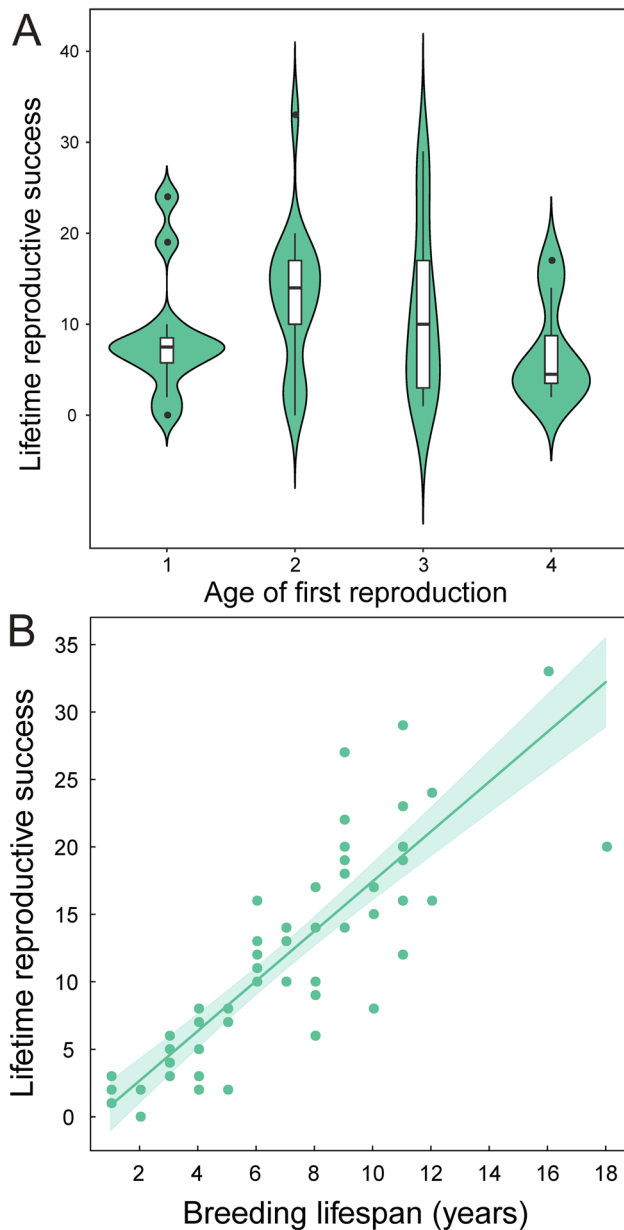 A
Lifetime reproductive success
40
30
20
10
0
1 2 3 4
Age of first reproduction
B
Lifetime reproductive success
35
30
25
20
15
10
5
0
2 4 6 8 10 12 14 16 18
Breeding lifespan (years)